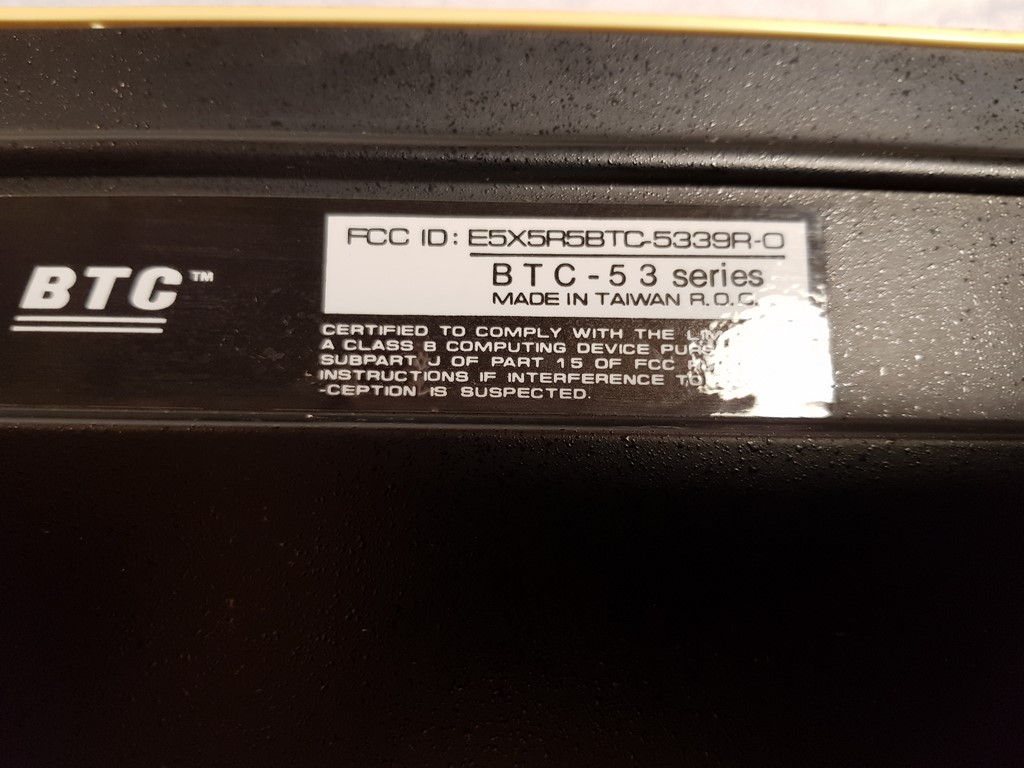 BTC™
FCC ID: E5X5R5BTC-5339R-O
BTC-53 series
MADE IN TAIWAN R.O.C.
CERTIFIED TO COMPLY WITH THE
A CLASS B COMPUTING DEVICE
SUBPART J OF PART 15 OF FCC
INSTRUCTIONS IF INTERFERENCE TO
-CEPTION IS SUSPECTED.